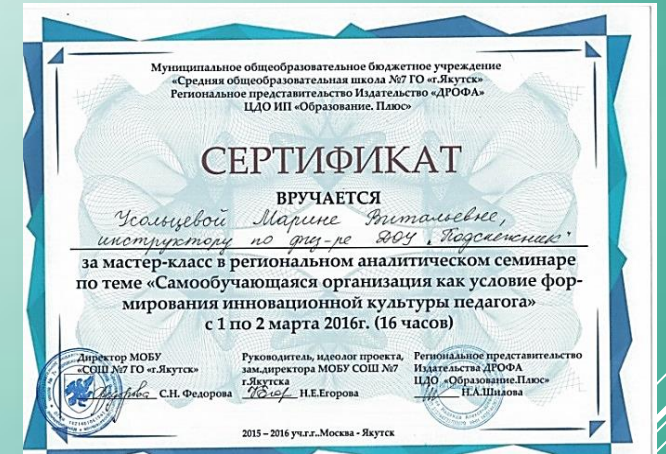 Муниципальное общеобразовательное бюджетное учреждение
«Средняя общеобразовательная школа №7 ГО «г.Якутск»
Региональное представительство Издательство «ДРОФА»
ЦДО ИП «Образование. Плюс»
СЕРТИФИКАТ
ВРУЧАЕТСЯ
Усольцевой Марине Витальевне,
инструктору по физ-ре ДОУ "Подснежник"
за мастер-класс в региональном аналитическом семинаре
по теме «Самообучающаяся организация как условие фор-
мирования инновационной культуры педагога»
с 1 по 2 марта 2016г. (16 часов)
Директор МОБУ
«СОШ №7 ГО «г.Якутск»
С.Н. Федорова
Руководитель, идеолог проекта,
зам.директора МОБУ СОШ №7
г.Якутска
Н.Е.Егорова
Региональное представительство
Издательства ДРОФА
ЦДО «Образование.Плюс»
Н.А.Шилова
2015 – 2016 уч.г.г..Москва - Якутск